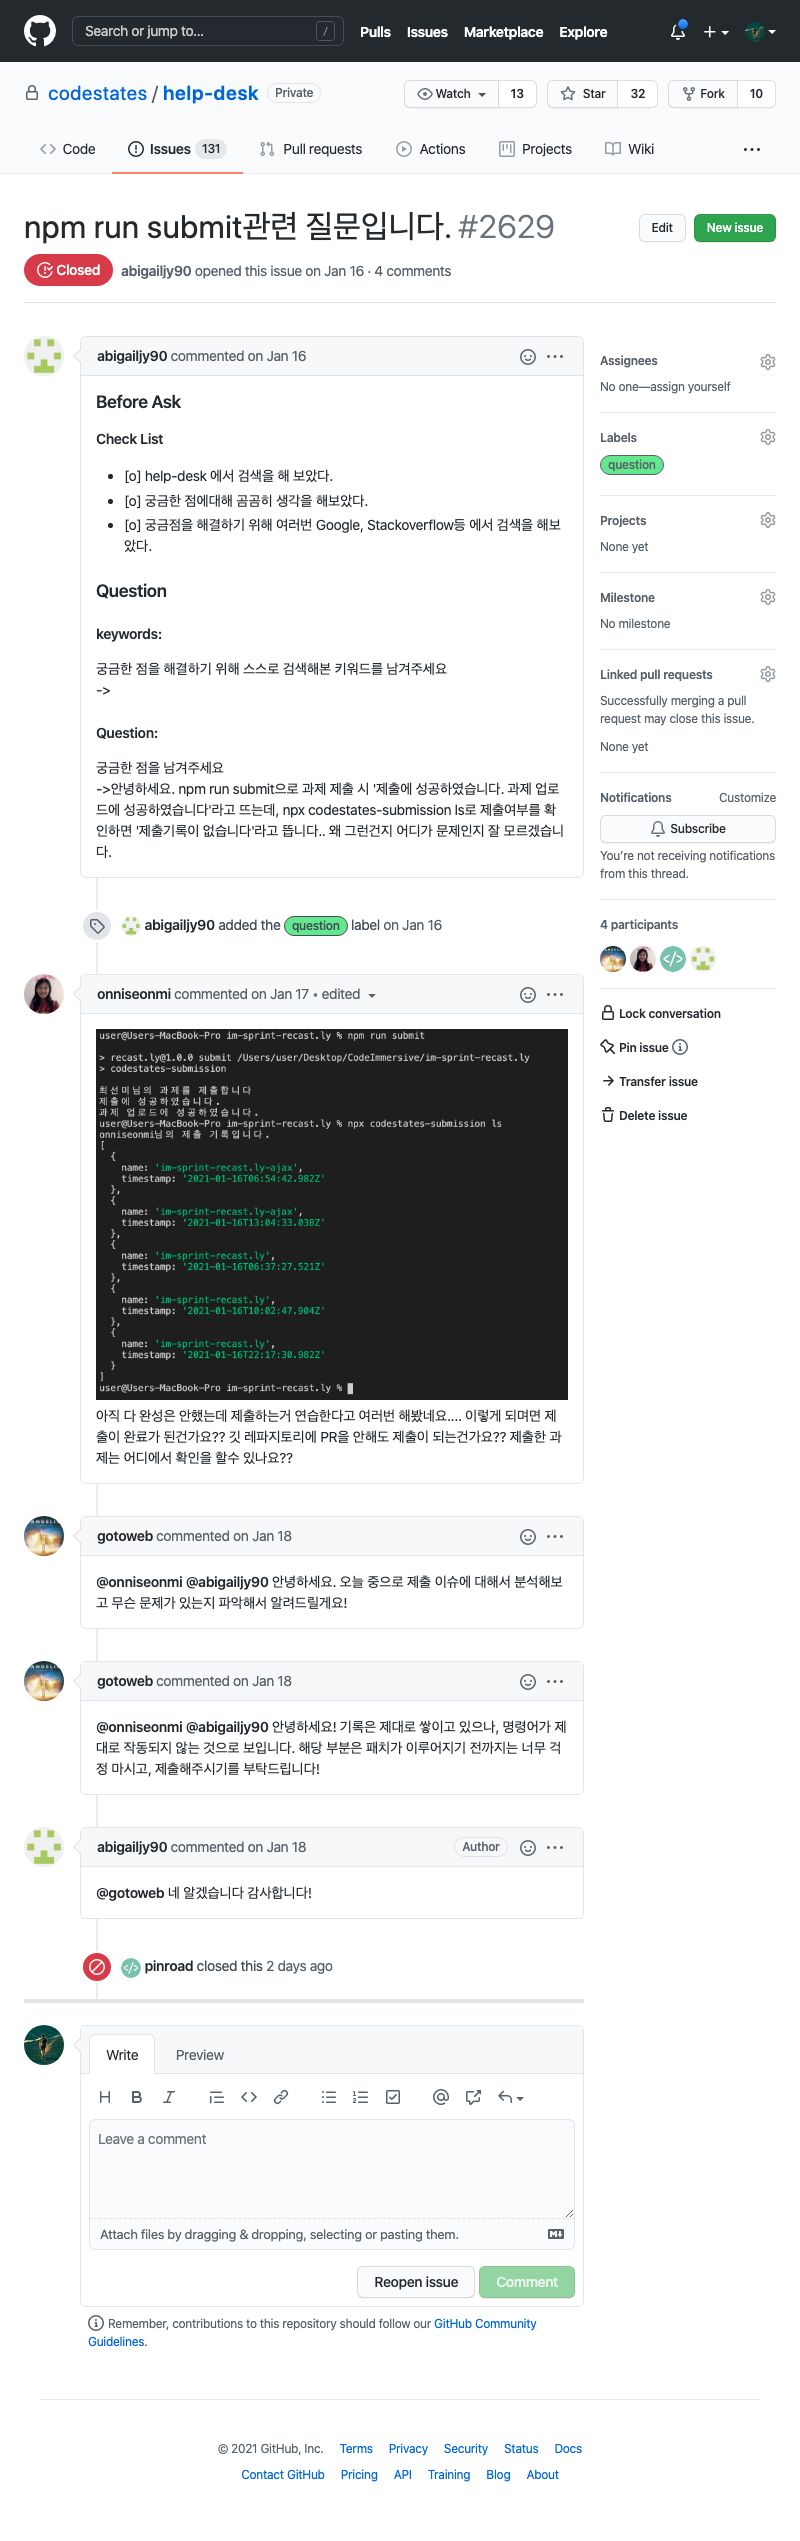 Search or jump to... /
Pulls Issues Marketplace Explore
codestates / help-desk Private
Watch 13 Star 32 Fork 10
Code Issues 131 Pull requests Actions Projects Wiki ...
npm run submit관련 질문입니다. #2629
Edit New issue
Closed abigailjy90 opened this issue on Jan 16 · 4 comments
abigailjy90 commented on Jan 16
Before Ask
Check List
• [o] help-desk 에서 검색을 해 보았다.
• [o] 궁금한 점에대해 곰곰히 생각을 해보았다.
• [o] 궁금점을 해결하기 위해 여러번 Google, Stackoverflow등 에서 검색을 해보
았다.
Question
keywords:
궁금한 점을 해결하기 위해 스스로 검색해본 키워드를 남겨주세요
->
Question:
궁금한 점을 남겨주세요
->안녕하세요. npm run submit으로 과제 제출 시 '제출에 성공하였습니다. 과제 업로
드에 성공하였습니다'라고 뜨는데, npx codestates-submission ls로 제출여부를 확
인하면 '제출기록이 없습니다'라고 뜹니다.. 왜 그런건지 어디가 문제인지 잘 모르겠습니
다.
Assignees
No one—assign yourself
Labels
question
Projects
None yet
Milestone
No milestone
Linked pull requests
Successfully merging a pull
request may close this issue.
None yet
Notifications Customize
Subscribe
You're not receiving notifications
from this thread.
4 participants
Lock conversation
Pin issue
Transfer issue
Delete issue
abigailjy90 added the question label on Jan 16
onniseonmi commented on Jan 17 • edited
user@Users-MacBook-Pro im-sprint-recast.ly % npm run submit
> recast.ly@1.0.0 submit /Users/user/Desktop/CodeImmersive/im-sprint-recast.ly
> codestates-submission
최선미님의 과제를 제출합니다
제출에 성공하였습니다.
과제 업로드에 성공하였습니다.
user@Users-MacBook-Pro im-sprint-recast.ly % npx codestates-submission ls
onniseonmi님의 제출 기록입니다.
[
{
name: 'im-sprint-recast.ly-ajax',
timestamp: '2021-01-16T06:54:42.982Z'
},
{
name: 'im-sprint-recast.ly-ajax',
timestamp: '2021-01-16T13:04:33.038Z'
},
{
name: 'im-sprint-recast.ly',
timestamp: '2021-01-16T06:37:27.521Z'
},
{
name: 'im-sprint-recast.ly',
timestamp: '2021-01-16T10:02:47.904Z'
},
{
name: 'im-sprint-recast.ly',
timestamp: '2021-01-16T22:17:30.982Z'
}
]
user@Users-MacBook-Pro im-sprint-recast.ly %
아직 다 완성은 안했는데 제출하는거 연습한다고 여러번 해봤네요.... 이렇게 되며면 제
출이 완료가 된건가요?? 깃 레파지토리에 PR을 안해도 제출이 되는건가요?? 제출한 과
제는 어디에서 확인을 할수 있나요??
gotoweb commented on Jan 18
@onniseonmi @abigailjy90 안녕하세요. 오늘 중으로 제출 이슈에 대해서 분석해보
고 무슨 문제가 있는지 파악해서 알려드릴게요!
gotoweb commented on Jan 18
@onniseonmi @abigailjy90 안녕하세요! 기록은 제대로 쌓이고 있으나, 명령어가 제
대로 작동되지 않는 것으로 보입니다. 해당 부분은 패치가 이루어지기 전까지는 너무 걱
정 마시고, 제출해주시기를 부탁드립니다!
abigailjy90 commented on Jan 18 Author
@gotoweb 네 알겠습니다 감사합니다!
pinroad closed this 2 days ago
Write Preview
Leave a comment
Attach files by dragging & dropping, selecting or pasting them.
Reopen issue Comment
Remember, contributions to this repository should follow our GitHub Community
Guidelines.
© 2021 GitHub, Inc. Terms Privacy Security Status Docs
Contact GitHub Pricing API Training Blog About